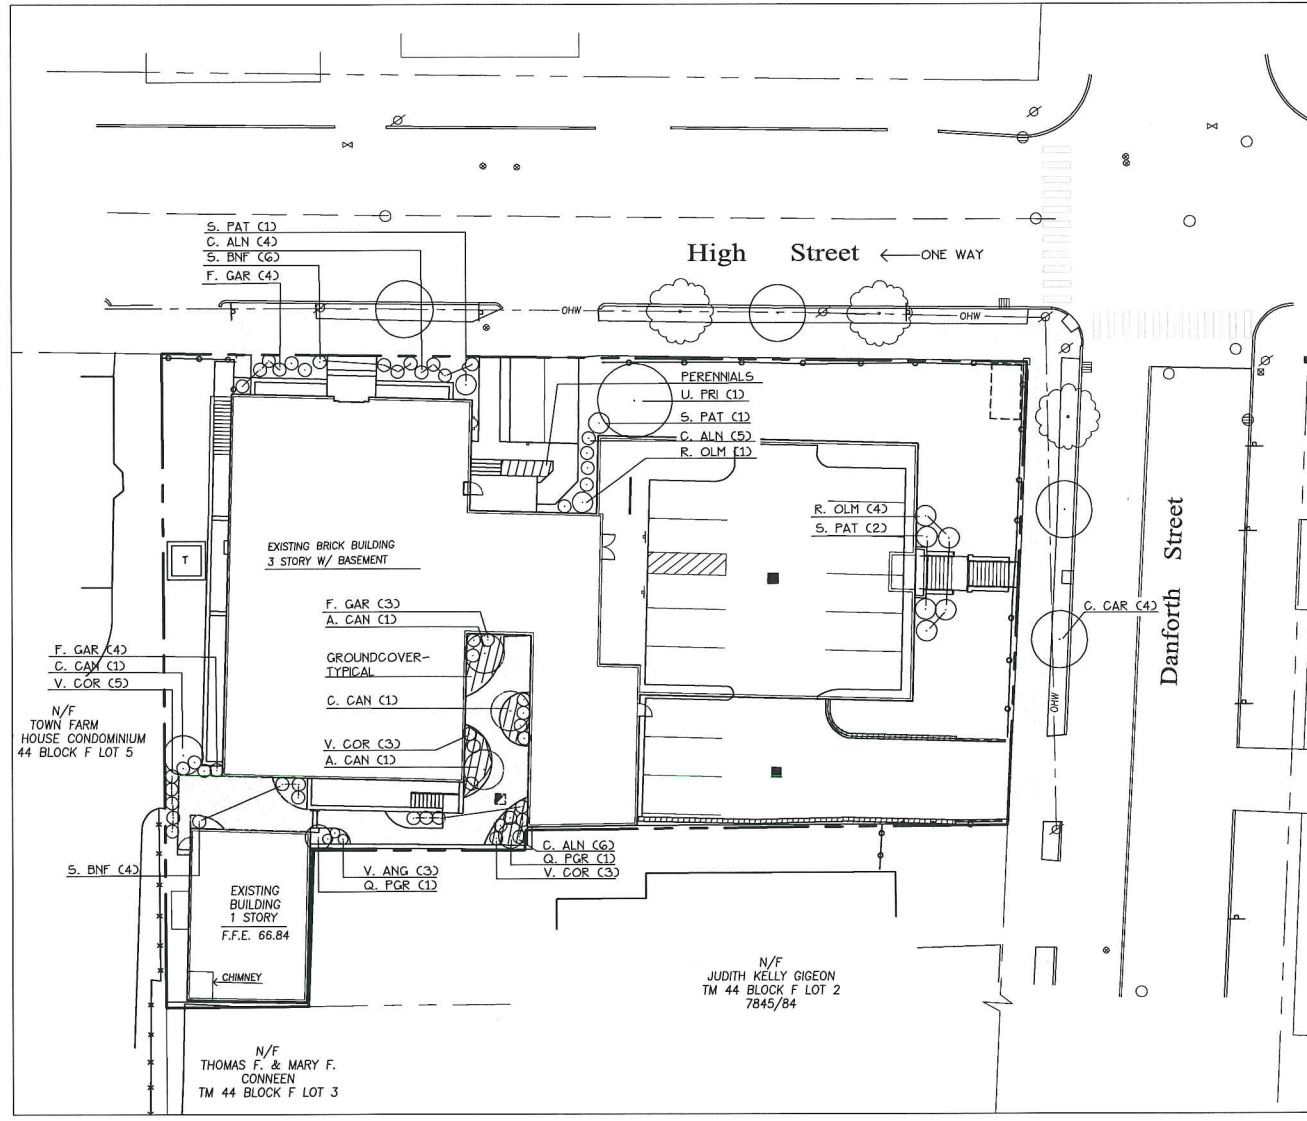 S. PAT (1)
C. ALN (4)
S. BNF (6)
F. GAR (4)
High Street
ONE WAY
OHW
OHW
PERENNIALS
U. PRI (1)
S. PAT (1)
C. ALN (5)
R. OLM (1)
R. OLM (4)
S. PAT (2)
EXISTING BRICK BUILDING
3 STORY W/ BASEMENT
T
F. GAR (3)
A. CAN (1)
GROUNDCOVER-
TYPICAL
C. CAN (1)
V. COR (3)
A. CAN (1)
C. CAR (4)
Danforth Street
OHW
F. GAR (4)
C. CAN (1)
V. COR (5)
N/F
TOWN FARM
HOUSE CONDOMINIUM
44 BLOCK F LOT 5
S. BNF (4)
V. ANG (3)
Q. PGR (1)
C. ALN (6)
Q. PGR (1)
V. COR (3)
EXISTING
BUILDING
1 STORY
F.F.E. 66.84
CHIMNEY
N/F
JUDITH KELLY GIGEON
TM 44 BLOCK F LOT 2
7845/84
N/F
THOMAS F. & MARY F.
CONNEEN
TM 44 BLOCK F LOT 3